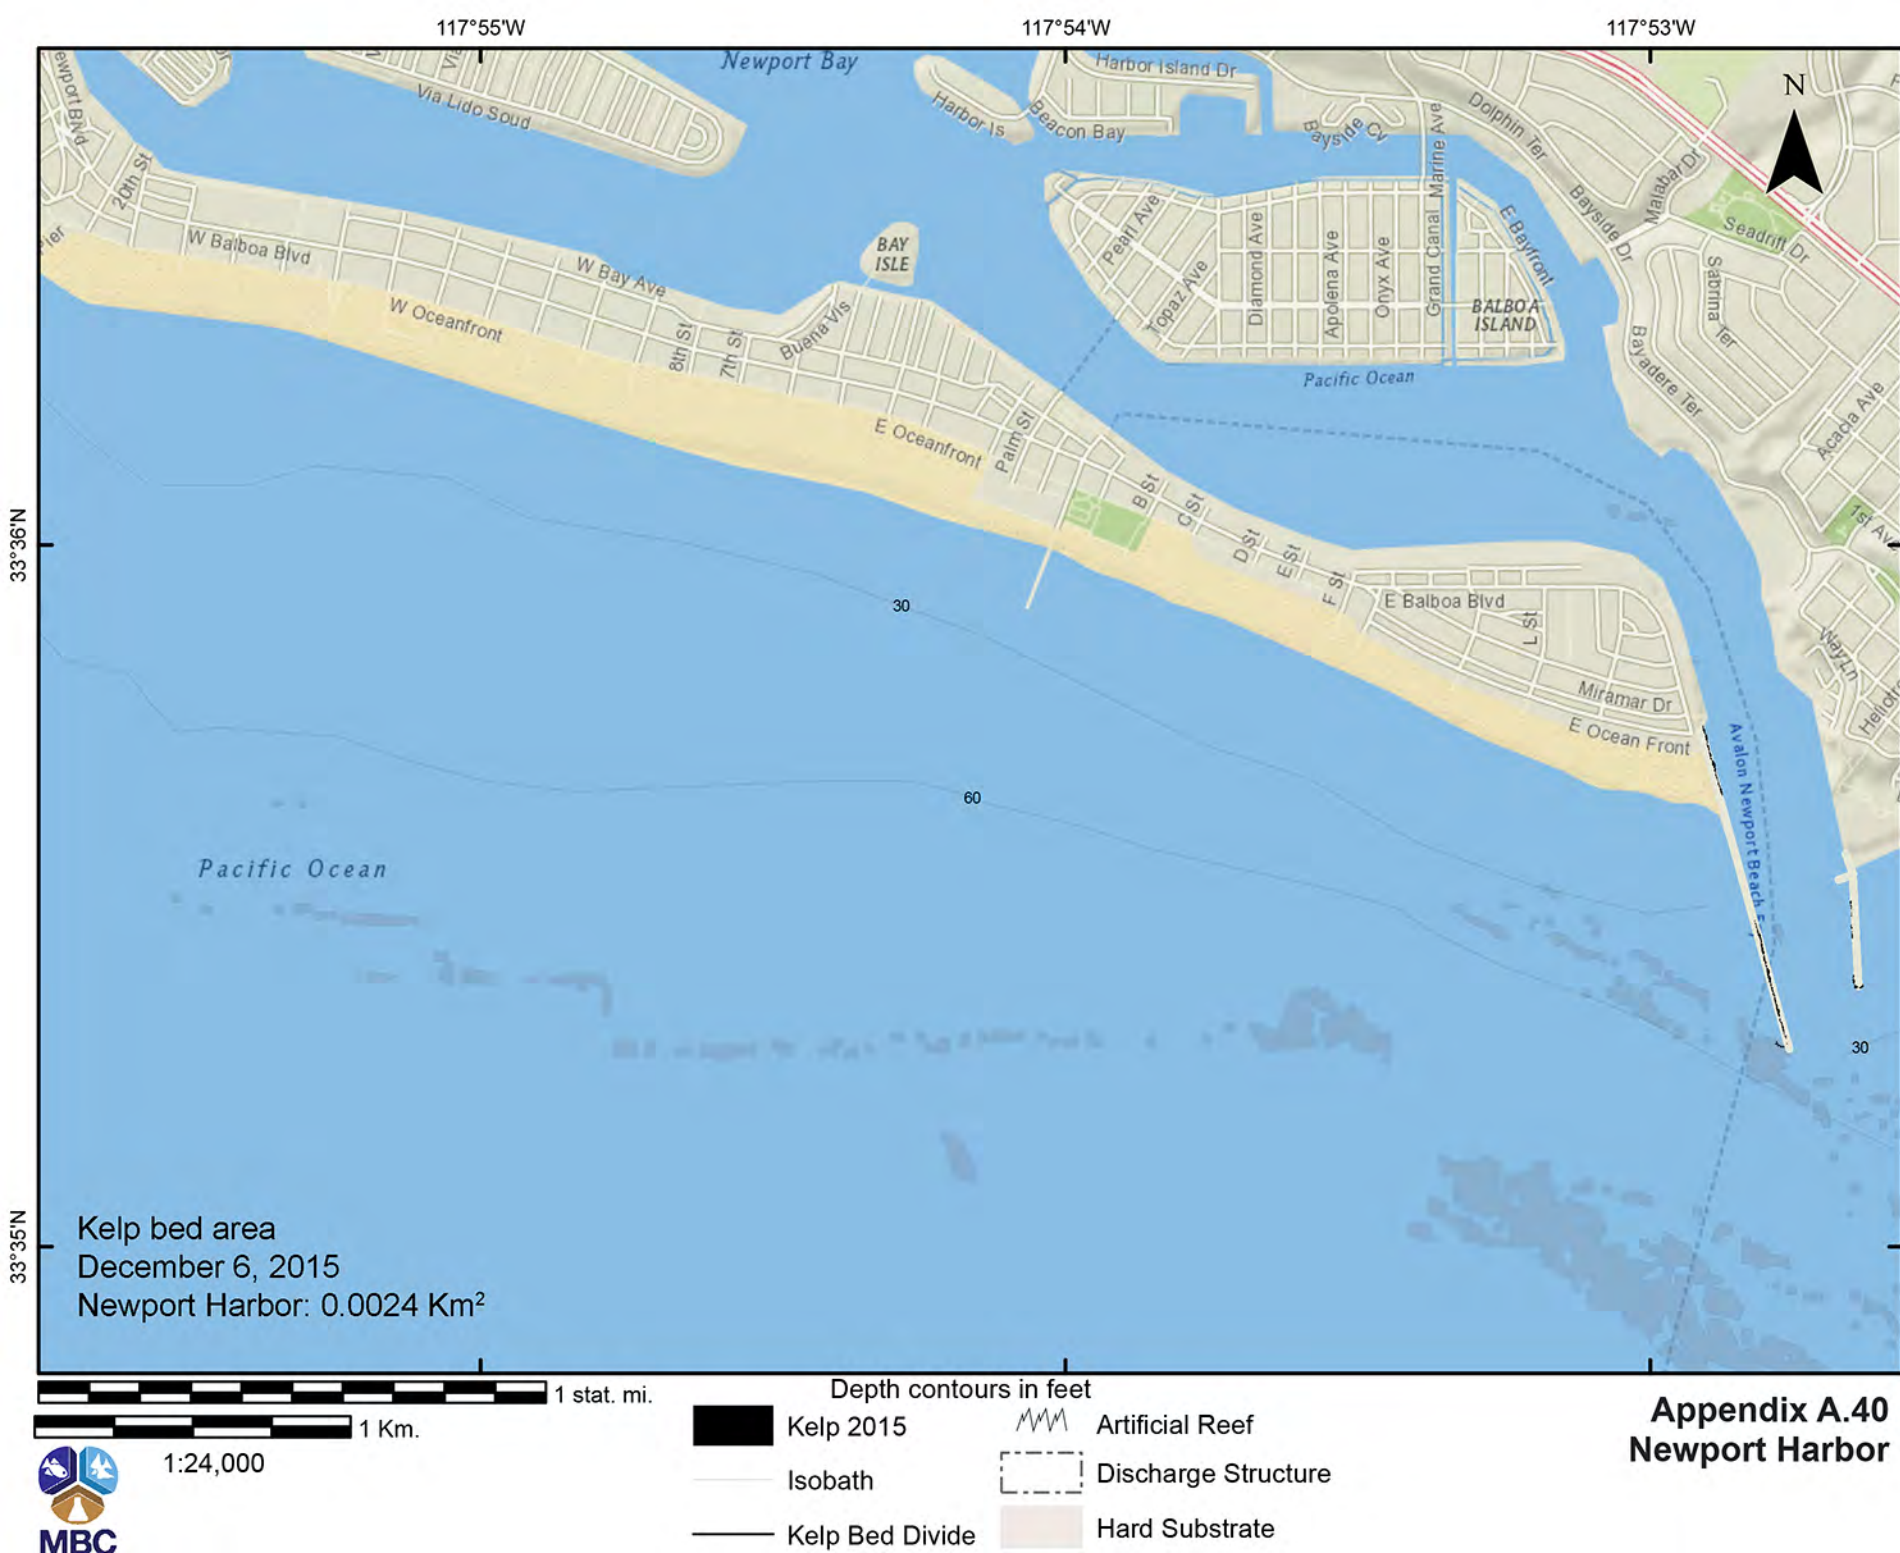 117°55'W
117°54'W
117°53'W
N
33°36'N
33°35'N
Newport Bay
Via Lido Soud
Harbor Is
Harbor Island Dr
Beacon Bay
Bayside Cv
Marine Ave
Dolphin Ter
Malabar Dr
Bayside Dr
Seadrift Dr
Sabrina Ter
Bayadere Ter
Acacia Ave
1st Ave
Way Ln
20th St
W Balboa Blvd
W Bay Ave
W Oceanfront
8th St
7th St
Buena Vis
BAY
ISLE
E Oceanfront
Palm St
Pearl Ave
Topaz Ave
Diamond Ave
Apolena Ave
Onyx Ave
Grand Canal
E Bayfront
BALBOA
ISLAND
Pacific Ocean
B St
C St
D St
E St
F St
E Balboa Blvd
L St
Miramar Dr
E Ocean Front
Avalon Newport Beach
30
60
30
Pacific Ocean
Kelp bed area
December 6, 2015
Newport Harbor: 0.0024 Km²
1 stat. mi.
1 Km.
1:24,000
MBC
Depth contours in feet
Kelp 2015
Isobath
Kelp Bed Divide
Artificial Reef
Discharge Structure
Hard Substrate
Appendix A.40
Newport Harbor